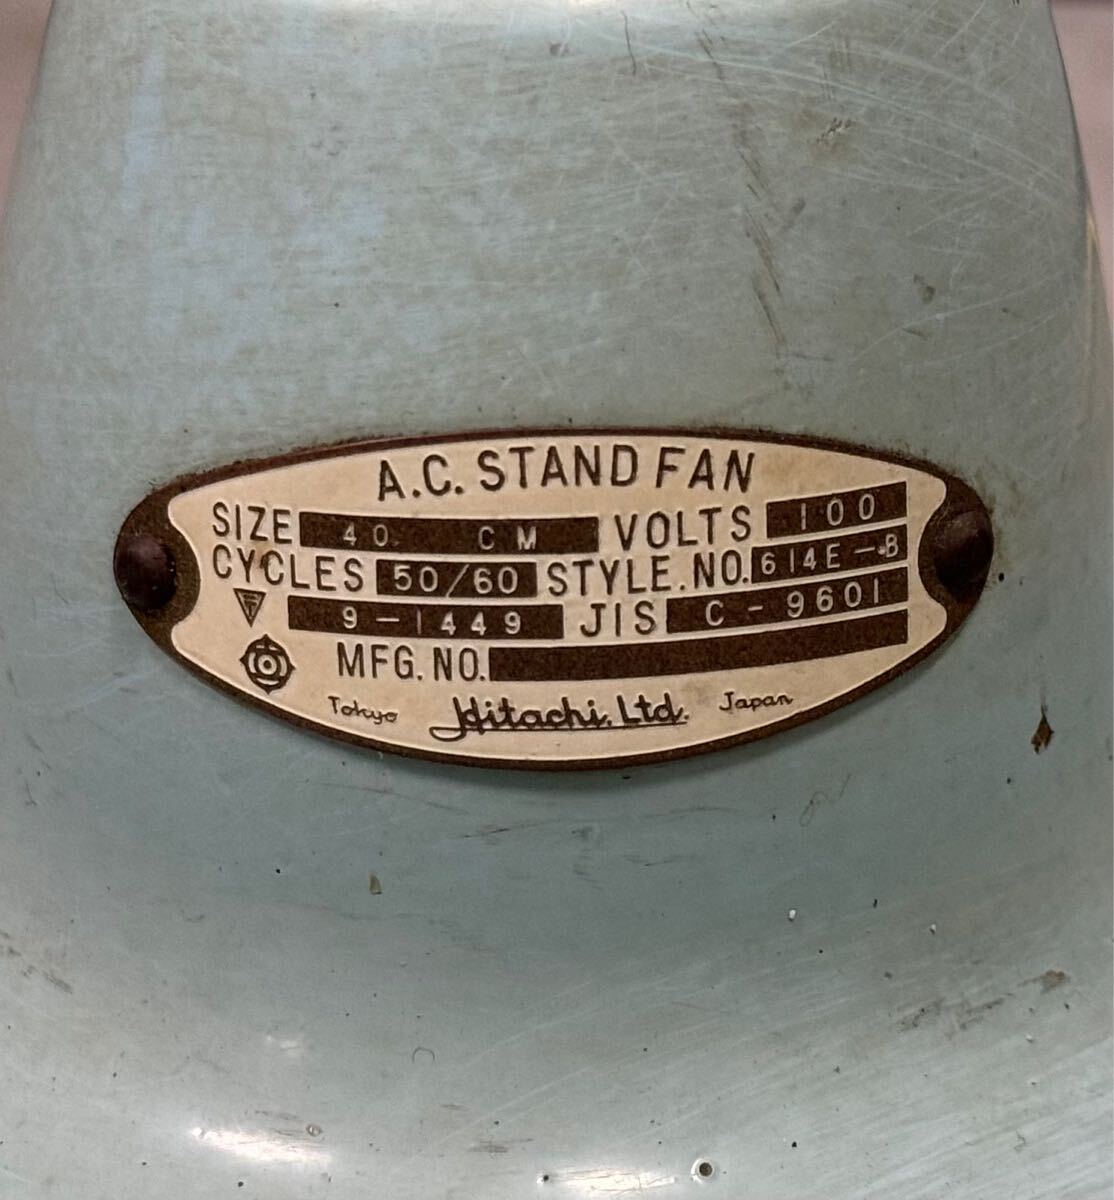 A.C. STAND FAN
SIZE 40 CM VOLTS 100
CYCLES 50/60 STYLE.NO. 614E-B
〒 9-1449 JIS C-9601
MFG.NO.
Tokyo Hitachi, Ltd. Japan